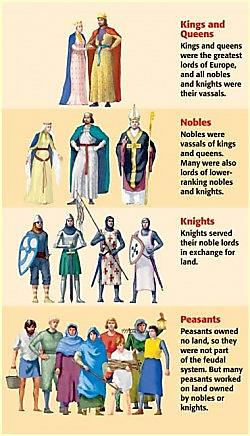 Kings and
Queens
Kings and queens
were the greatest
lords of Europe,
and all nobles
and knights were
their vassals.
Nobles
Nobles were
vassals of kings
and queens.
Many were also
lords of lower-
ranking nobles
and knights.
Knights
Knights served
their noble lords
in exchange for
land.
Peasants
Peasants owned
no land, so they
were not part of
the feudal
system. But many
peasants worked
on land owned
by nobles or
knights.